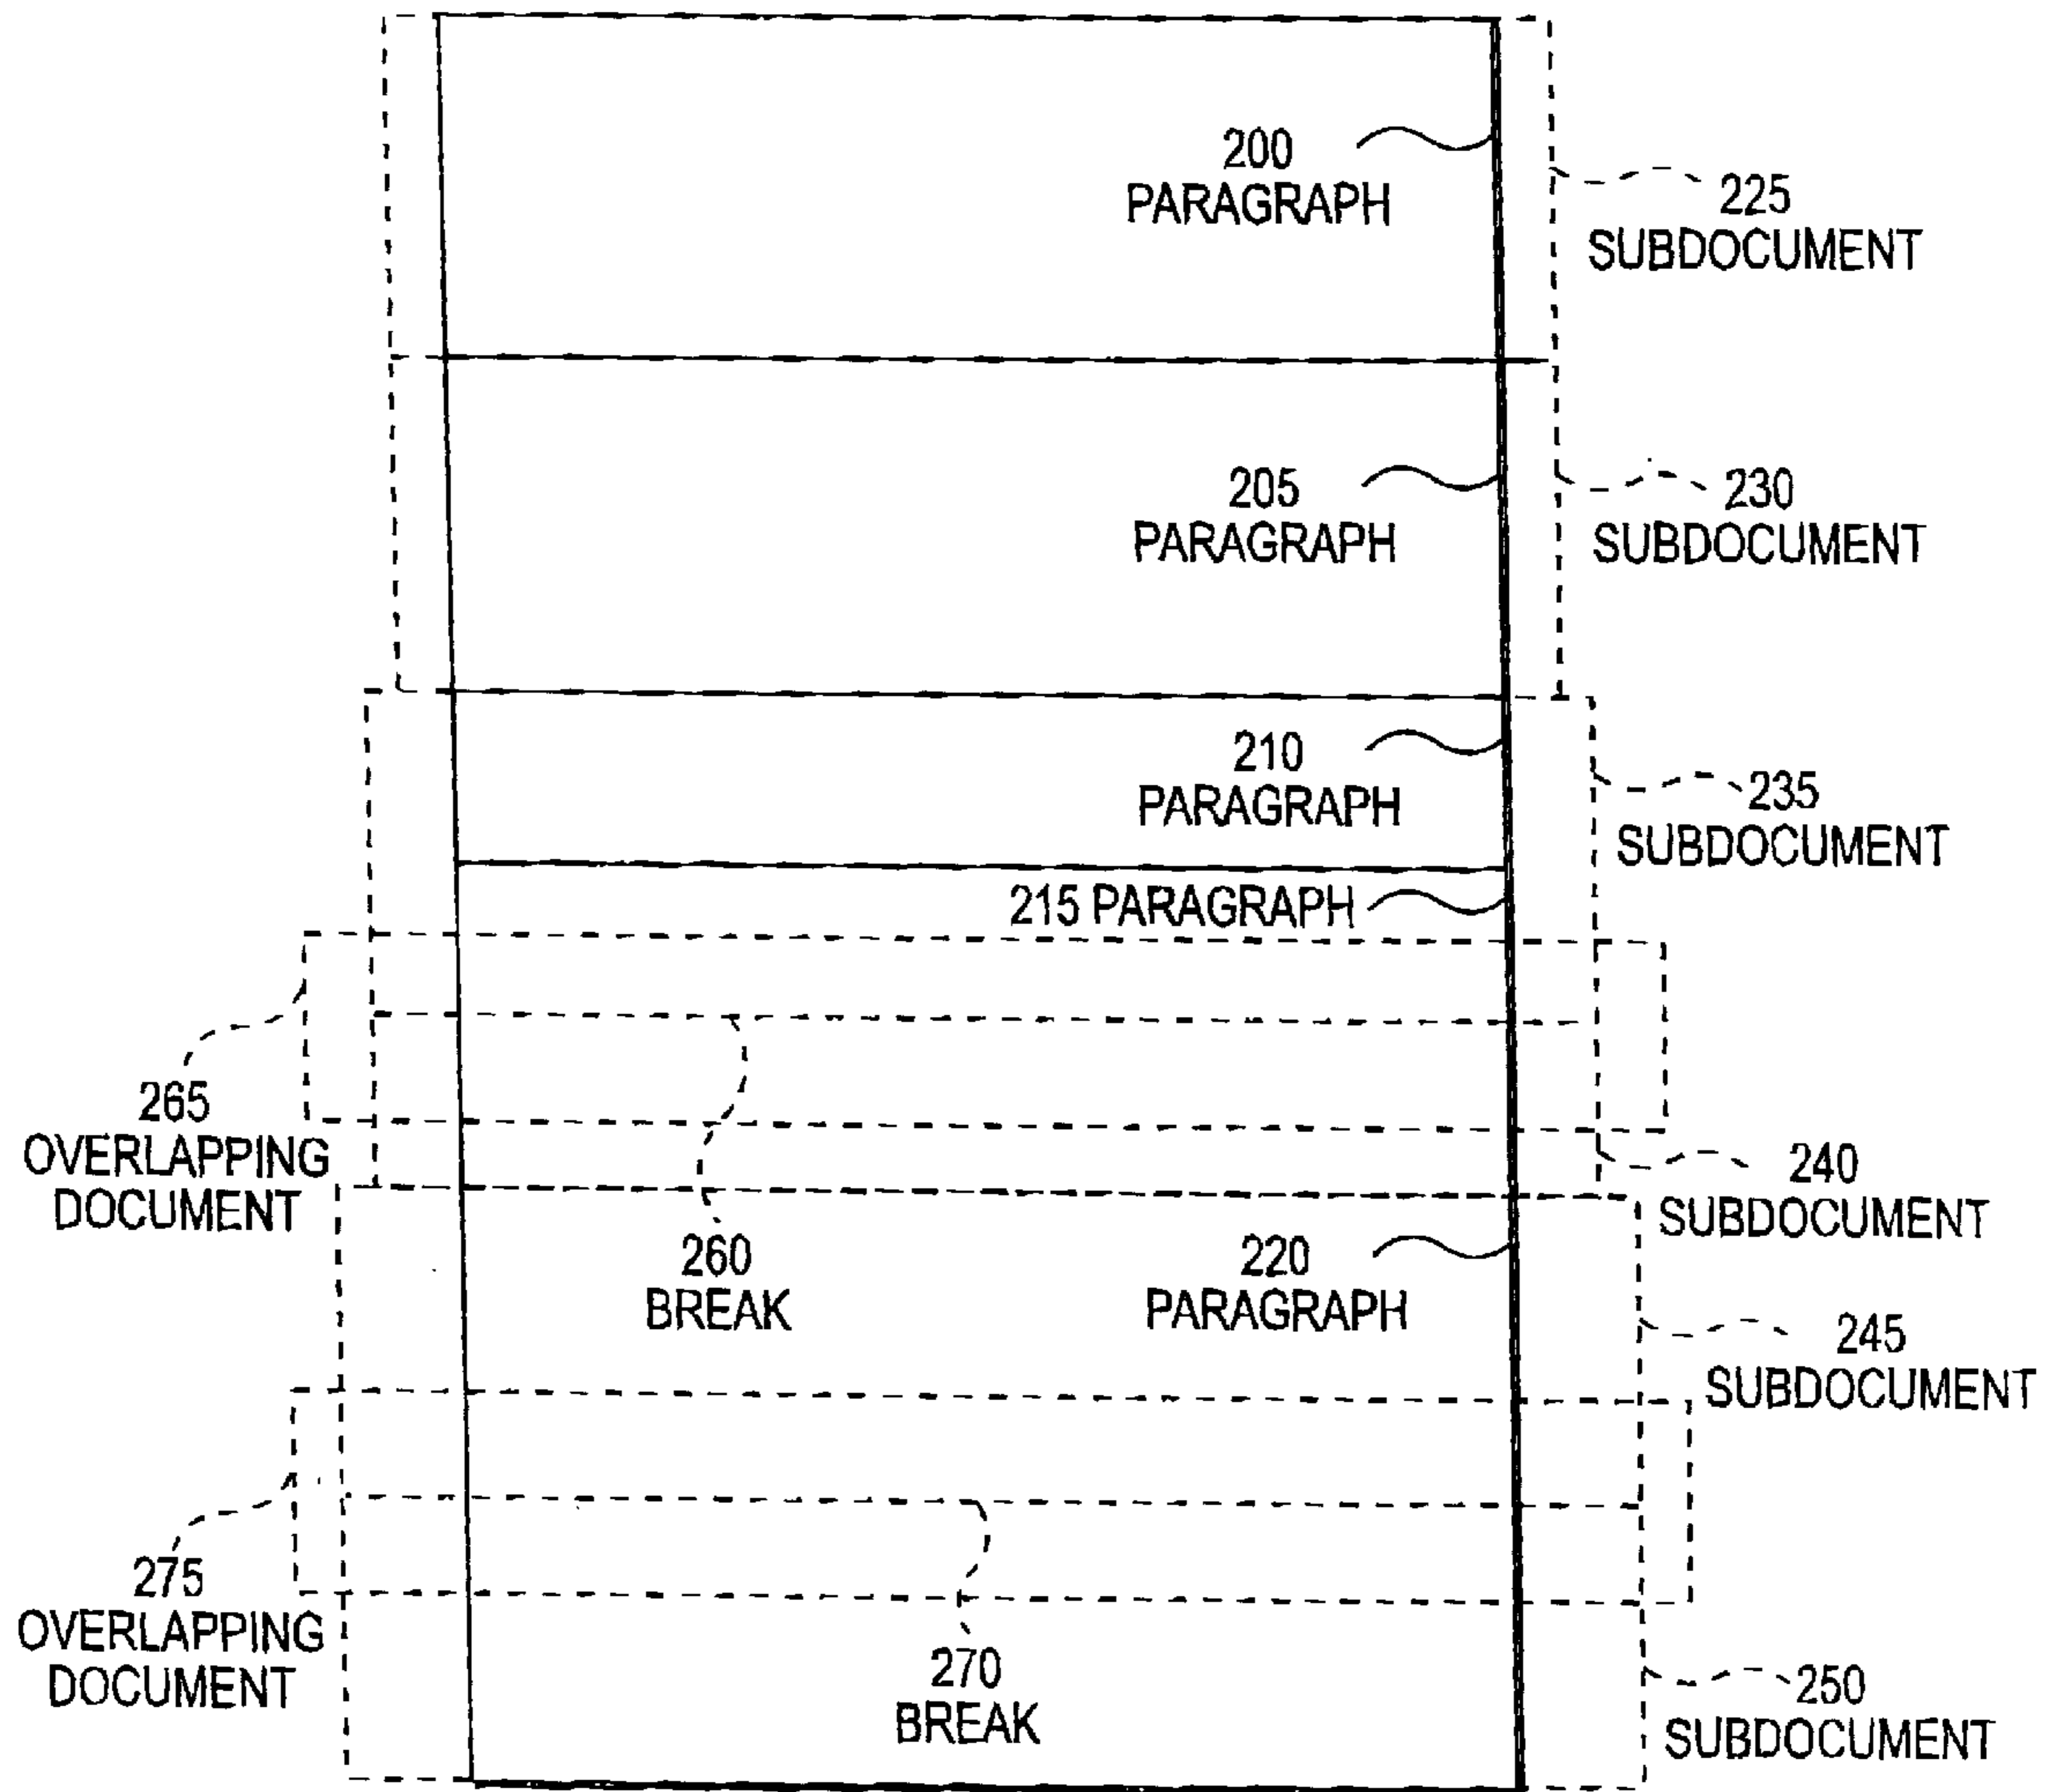 200
PARAGRAPH
225
SUBDOCUMENT
205
PARAGRAPH
230
SUBDOCUMENT
210
PARAGRAPH
235
SUBDOCUMENT
215 PARAGRAPH
265
OVERLAPPING
DOCUMENT
240
SUBDOCUMENT
260
BREAK
220
PARAGRAPH
245
SUBDOCUMENT
275
OVERLAPPING
DOCUMENT
270
BREAK
250
SUBDOCUMENT